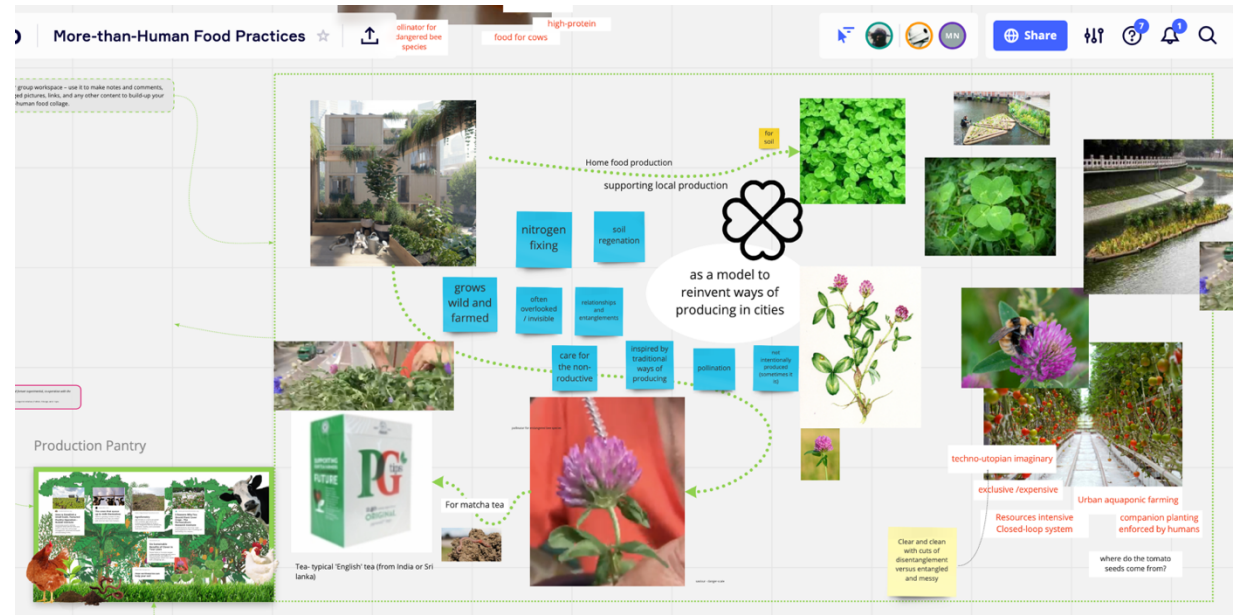 More-than-Human Food Practices
MN
Share
7
1
ollinator for
dangered bee
species
high-protein
food for cows
group workspace – use it to make notes and comments,
ged pictures, links, and any other content to build-up your
human food collage.
for
soil
Home food production
supporting local production
nitrogen
fixing
soil
regenation
as a model to
reinvent ways of
producing in cities
grows
wild and
farmed
often
overlooked
/ invisible
relationships
and
entanglements
care for
the non-
roductive
inspired by
traditional
ways of
producing
pollination
not
intentionally
produced
(sometimes it
is)
Production Pantry
PG
tips
ORIGINAL
For matcha tea
Tea- typical 'English' tea (from India or Sri
lanka)
techno-utopian imaginary
exclusive /expensive
Urban aquaponic farming
Resources intensive
Closed-loop system
companion planting
enforced by humans
Clear and clean
with cuts of
disentanglement
versus entangled
and messy
where do the tomato
seeds come from?